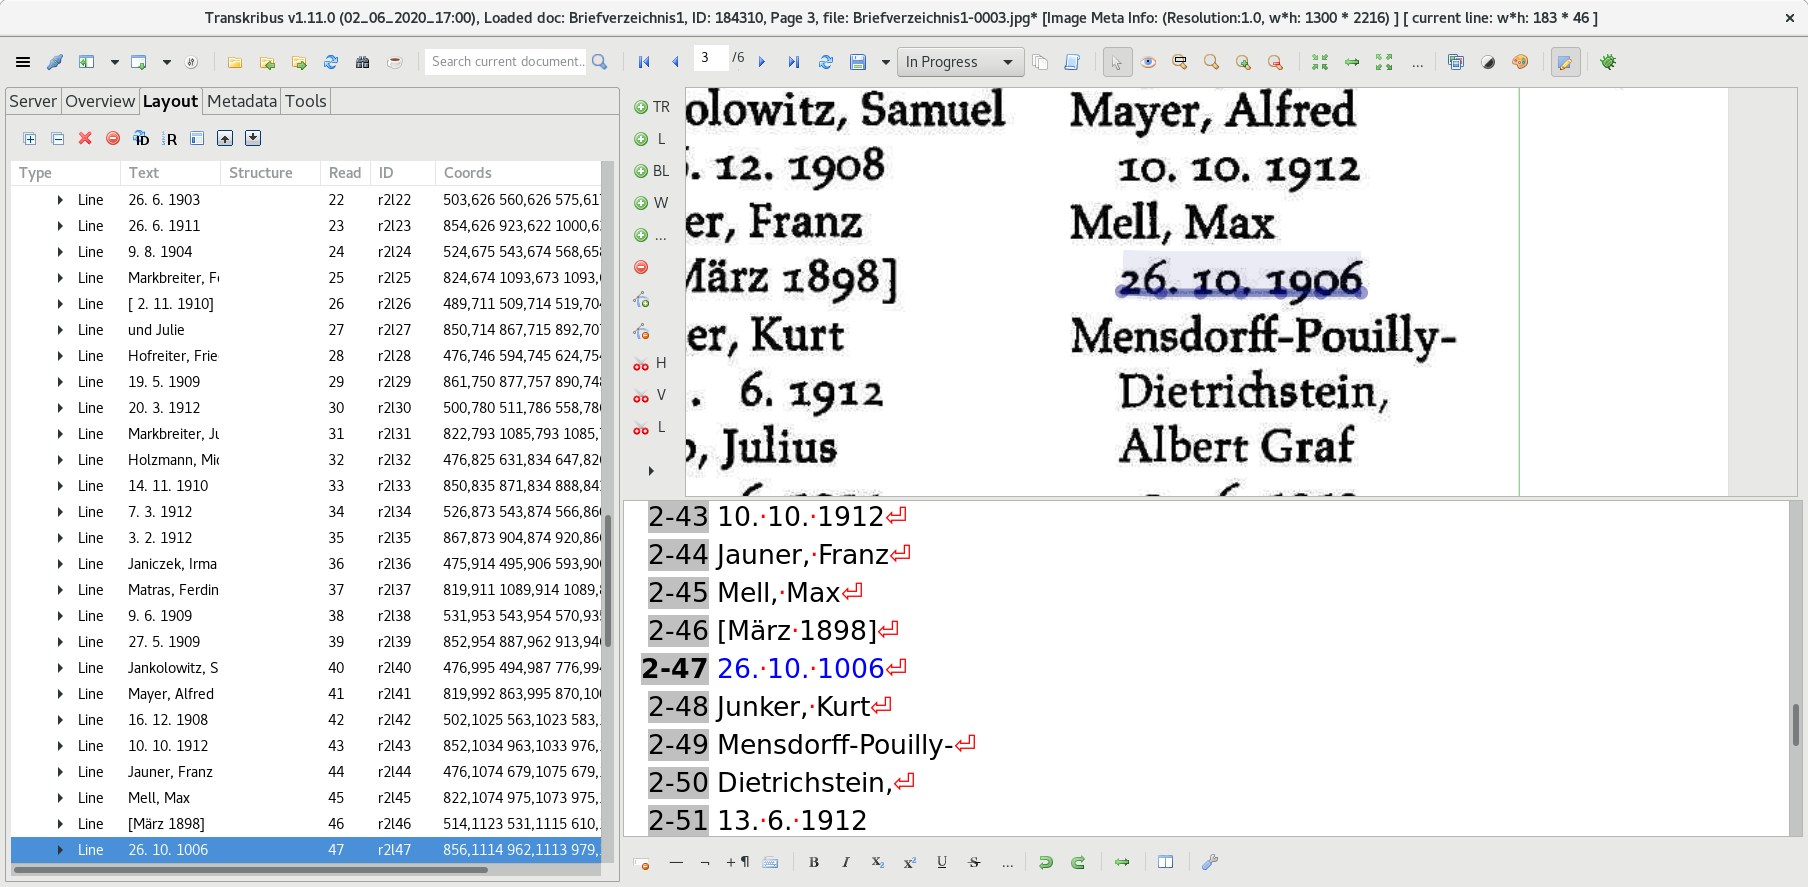 Transkribus v1.11.0 (02_06_2020_17:00), Loaded doc: Briefverzeichnis1, ID: 184310, Page 3, file: Briefverzeichnis1-0003.jpg* [Image Meta Info: (Resolution:1.0, w*h: 1300 * 2216) ] [ current line: w*h: 183 * 46 ]
Search current document... 3 /6 In Progress ...
Server Overview Layout Metadata Tools
ID R
Type Text Structure Read ID Coords
Line 26. 6. 1903 22 r2l22 503,626 560,626 575,617
Line 26. 6. 1911 23 r2l23 854,626 923,622 1000,6
Line 9. 8. 1904 24 r2l24 524,675 543,674 568,658
Line Markbreiter, F 25 r2l25 824,674 1093,673 1093,
Line [ 2. 11. 1910] 26 r2l26 489,711 509,714 519,704
Line und Julie 27 r2l27 850,714 867,715 892,707
Line Hofreiter, Frie 28 r2l28 476,746 594,745 624,754
Line 19. 5. 1909 29 r2l29 861,750 877,757 890,748
Line 20. 3. 1912 30 r2l30 500,780 511,786 558,780
Line Markbreiter, Ju 31 r2l31 822,793 1085,793 1085,
Line Holzmann, Mic 32 r2l32 476,825 631,834 647,820
Line 14. 11. 1910 33 r2l33 850,835 871,834 888,84
Line 7. 3. 1912 34 r2l34 526,873 543,874 566,86
Line 3. 2. 1912 35 r2l35 867,873 904,874 920,86
Line Janiczek, Irma 36 r2l36 475,914 495,906 593,90
Line Matras, Ferdin 37 r2l37 819,911 1089,914 1089,
Line 9. 6. 1909 38 r2l38 531,953 543,954 570,935
Line 27. 5. 1909 39 r2l39 852,954 887,962 913,94
Line Jankolowitz, S 40 r2l40 476,995 494,987 776,994
Line Mayer, Alfred 41 r2l41 819,992 863,995 870,100
Line 16. 12. 1908 42 r2l42 502,1025 563,1023 583,
Line 10. 10. 1912 43 r2l43 852,1034 963,1033 976,
Line Jauner, Franz 44 r2l44 476,1074 679,1075 679,
Line Mell, Max 45 r2l45 822,1074 975,1073 975,
Line [März 1898] 46 r2l46 514,1123 531,1115 610,
Line 26. 10. 1006 47 r2l47 856,1114 962,1113 979,
TR
L
BL
W
...
H
V
L
olowitz, Samuel
. 12. 1908
er, Franz
März 1898]
er, Kurt
. 6. 1912
, Julius
Mayer, Alfred
10. 10. 1912
Mell, Max
26. 10. 1906
Mensdorff-Pouilly-
Dietrichstein,
Albert Graf
2-43 10.·10.·1912⏎
2-44 Jauner,·Franz⏎
2-45 Mell,·Max⏎
2-46 [März·1898]⏎
2-47 26.·10.·1006⏎
2-48 Junker,·Kurt⏎
2-49 Mensdorff-Pouilly-⏎
2-50 Dietrichstein,⏎
2-51 13.·6.·1912
— ¬ +¶ B I X₂ X² U S ...